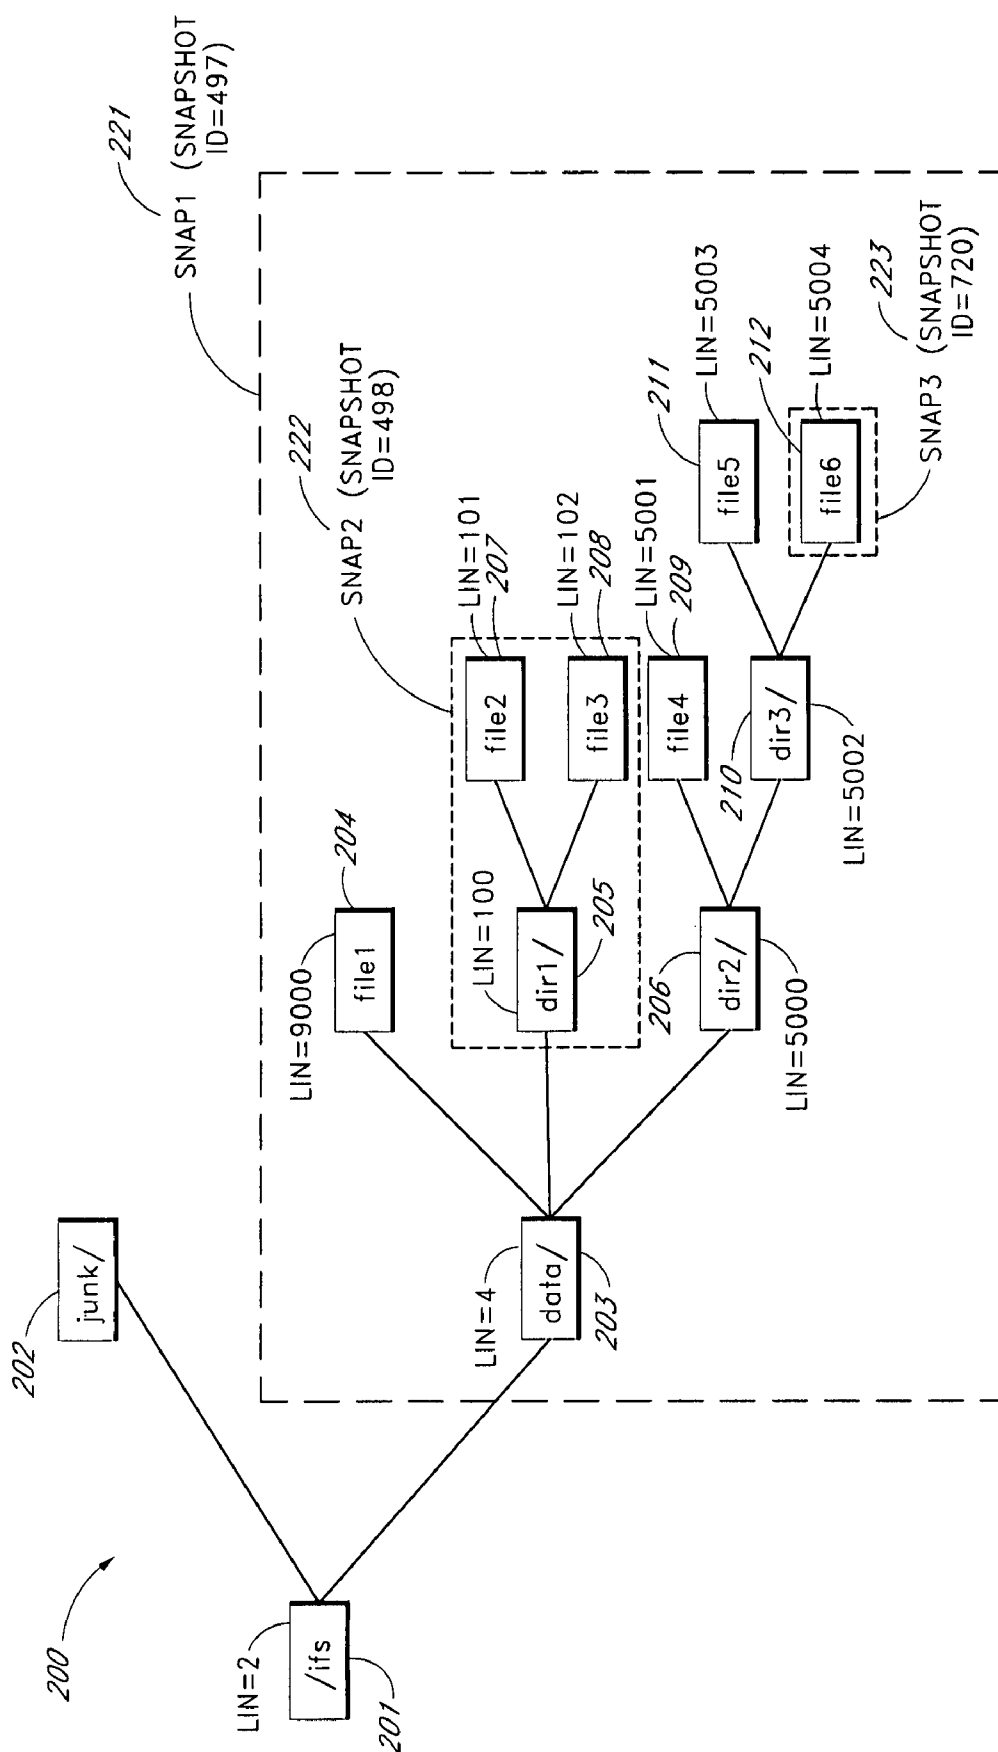 200
LIN=2
/ifs
201
202
junk/
LIN=4
data/
203
SNAP1 (SNAPSHOT
ID=497)
221
SNAP2 (SNAPSHOT
ID=498)
222
LIN=9000
file1
204
LIN=100
dir1/
205
LIN=101
file2
207
LIN=102
file3
208
206
dir2/
LIN=5000
LIN=5001
file4
209
210
dir3/
LIN=5002
211
file5
LIN=5003
212
file6
LIN=5004
223
SNAP3 (SNAPSHOT
ID=720)